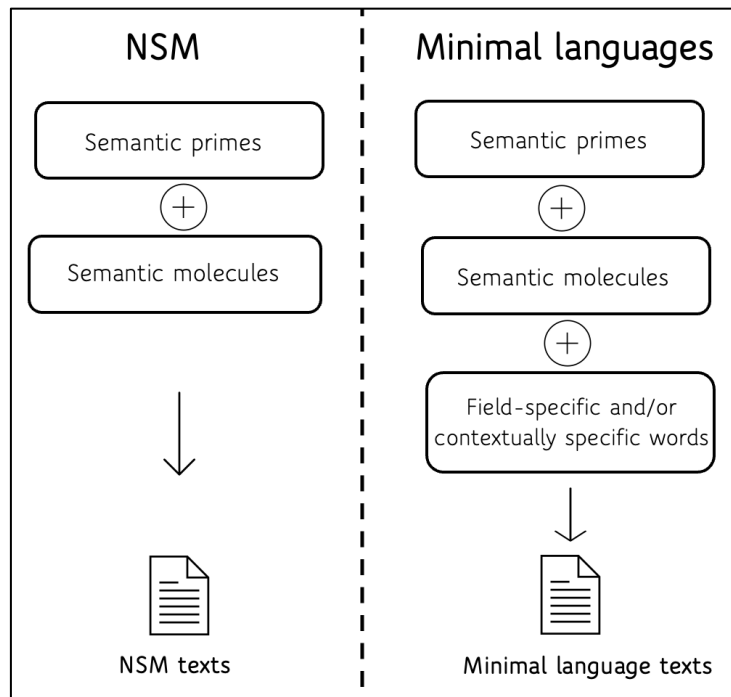 NSM
Semantic primes
+
Semantic molecules
NSM texts
Minimal languages
Semantic primes
+
Semantic molecules
+
Field-specific and/or
contextually specific words
Minimal language texts